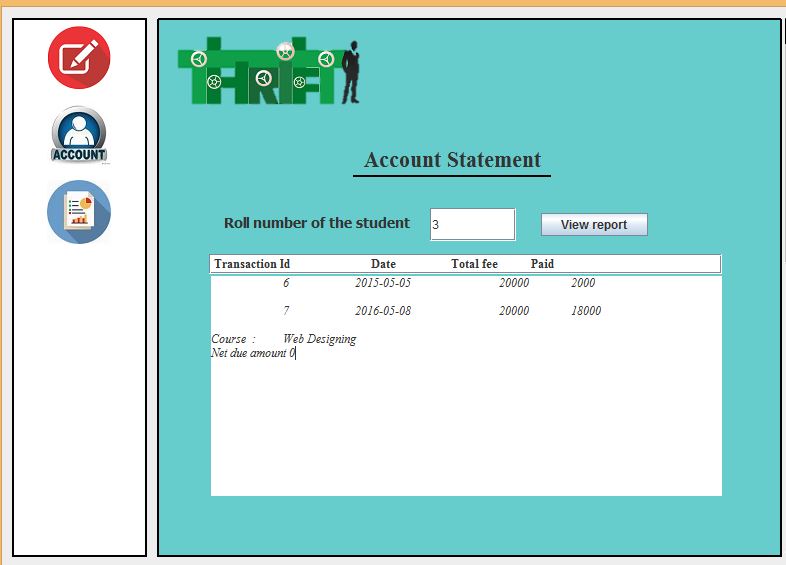 ACCOUNT
THRIFT
Account Statement
Roll number of the student 3 View report
Transaction Id Date Total fee Paid
6 2015-05-05 20000 2000
7 2016-05-08 20000 18000
Course : Web Designing
Net due amount 0